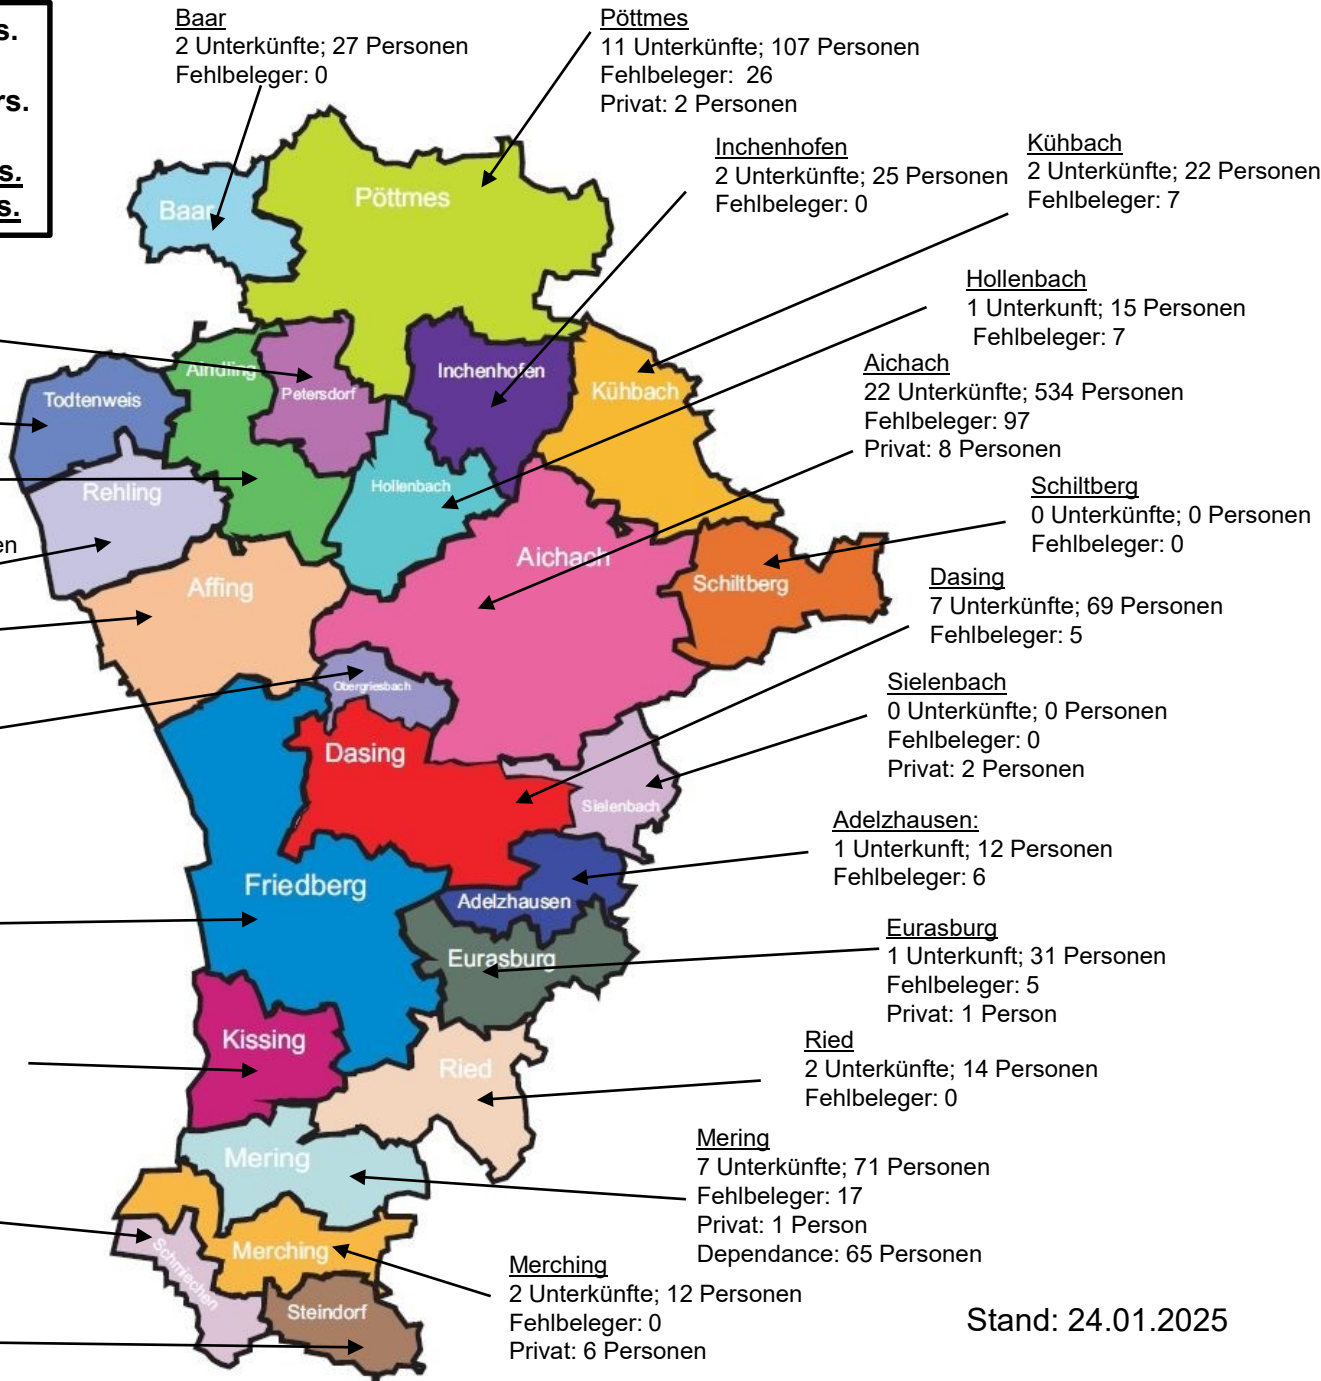 s.
rs.
s.
s.
Baar
2 Unterkünfte; 27 Personen
Fehlbeleger: 0
Pöttmes
11 Unterkünfte; 107 Personen
Fehlbeleger:  26
Privat: 2 Personen
Inchenhofen
2 Unterkünfte; 25 Personen
Fehlbeleger: 0
Kühbach
2 Unterkünfte; 22 Personen
Fehlbeleger: 7
Hollenbach
1 Unterkunft; 15 Personen
Fehlbeleger: 7
Aichach
22 Unterkünfte; 534 Personen
Fehlbeleger: 97
Privat: 8 Personen
Schiltberg
0 Unterkünfte; 0 Personen
Fehlbeleger: 0
Dasing
7 Unterkünfte; 69 Personen
Fehlbeleger: 5
Sielenbach
0 Unterkünfte; 0 Personen
Fehlbeleger: 0
Privat: 2 Personen
Adelzhausen:
1 Unterkunft; 12 Personen
Fehlbeleger: 6
Eurasburg
1 Unterkunft; 31 Personen
Fehlbeleger: 5
Privat: 1 Person
Ried
2 Unterkünfte; 14 Personen
Fehlbeleger: 0
Mering
7 Unterkünfte; 71 Personen
Fehlbeleger: 17
Privat: 1 Person
Dependance: 65 Personen
Merching
2 Unterkünfte; 12 Personen
Fehlbeleger: 0
Privat: 6 Personen
Stand: 24.01.2025
en
Baar
Pöttmes
Aindling
Petersdorf
Inchenhofen
Kühbach
Todtenweis
Rehling
Hollenbach
Affing
Aichach
Schiltberg
Obergriesbach
Dasing
Sielenbach
Friedberg
Adelzhausen
Eurasburg
Kissing
Ried
Mering
Merching
Schmiechen
Steindorf